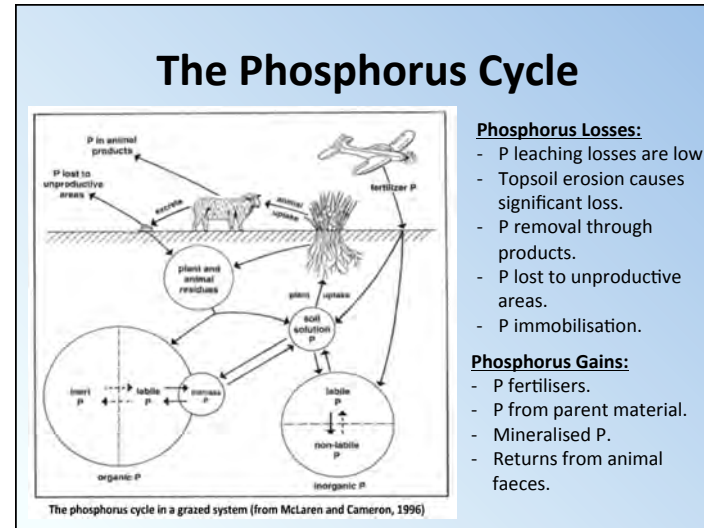 The Phosphorus Cycle
P in animal
products
P lost to
unproductive
areas
excreta
animal
uptake
fertilizer P
plant and
animal
residues
plant uptake
soil
solution
P
inert
P
labile
P
biomass
P
organic P
labile
P
non-labile
P
inorganic P
The phosphorus cycle in a grazed system (from McLaren and Cameron, 1996)
Phosphorus Losses:
- P leaching losses are low
- Topsoil erosion causes
significant loss.
- P removal through
products.
- P lost to unproductive
areas.
- P immobilisation.
Phosphorus Gains:
- P fertilisers.
- P from parent material.
- Mineralised P.
- Returns from animal
faeces.